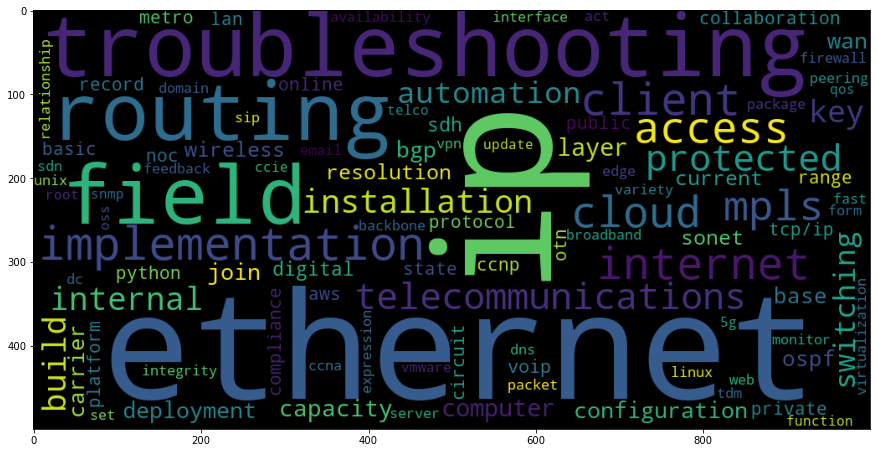 0
metro
availability
interface
act
collaboration
lan
troubleshooting
wan
firewall
relationship
record
domain
online
automation
client
peering
qos
package
key
100
routing
sip
telco
sdh
public
access
basic
noc
wireless
email
bgp
vpn
update
layer
protected
sdn
feedback
ccie
resolution
edge
current
range
unix
200
root
snmp
field
installation
ip
variety
fast
form
oss
backbone
protocol
cloud
mpls
tcp/ip
implementation
otn
broadband
sonet
300
dc
python
join
digital
state
ccnp
internet
switching
internal
aws
telecommunications
base
virtualization
build
carrier
platform
ethernet
compliance
expression
circuit
5g
monitor
400
integrity
ccna
vmware
dns
voip
packet
linux
web
tdm
ospf
set
deployment
capacity
server
computer
configuration
private
function
0 200 400 600 800